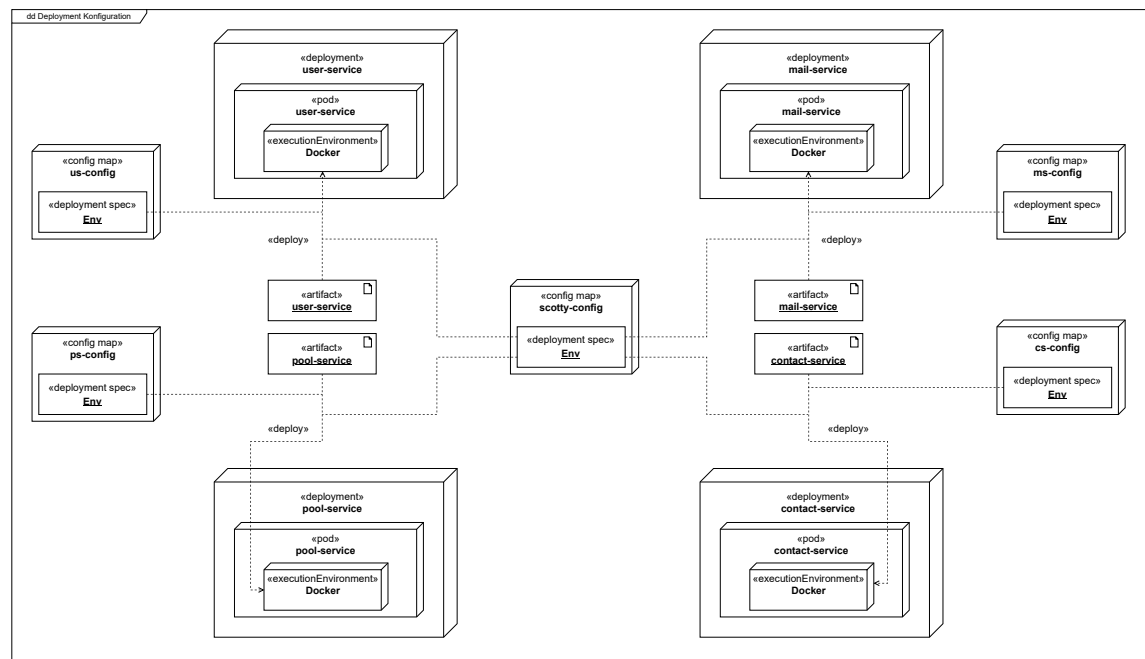 dd Deployment Konfiguration
«deployment»
user-service
«pod»
user-service
«executionEnvironment»
Docker
«deployment»
mail-service
«pod»
mail-service
«executionEnvironment»
Docker
«config map»
us-config
«deployment spec»
Env
«config map»
ms-config
«deployment spec»
Env
«deploy»
«deploy»
«artifact»
user-service
«config map»
scotty-config
«deployment spec»
Env
«artifact»
mail-service
«config map»
ps-config
«deployment spec»
Env
«artifact»
pool-service
«artifact»
contact-service
«config map»
cs-config
«deployment spec»
Env
«deploy»
«deploy»
«deployment»
pool-service
«pod»
pool-service
«executionEnvironment»
Docker
«deployment»
contact-service
«pod»
contact-service
«executionEnvironment»
Docker